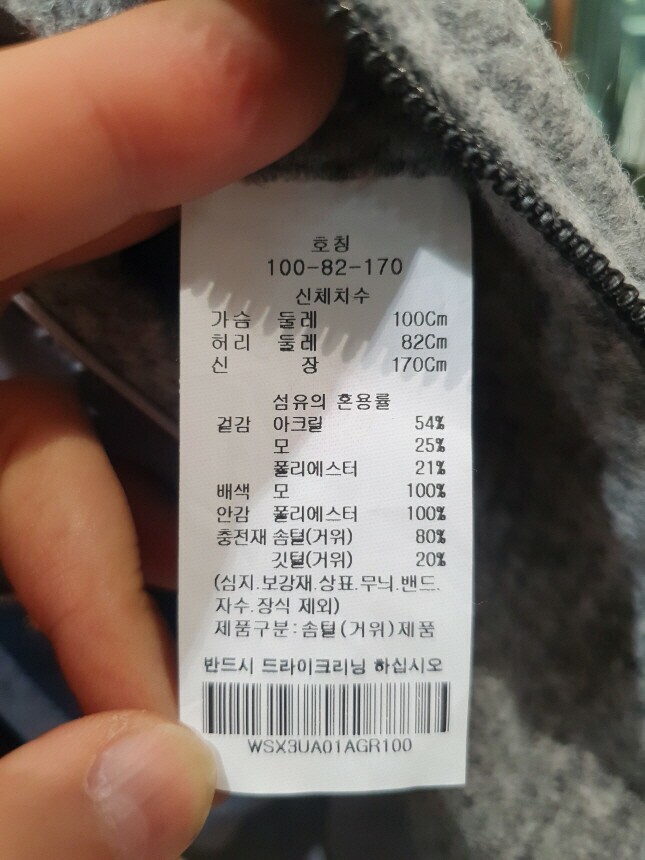 호칭
100-82-170
신체치수
가슴 둘레 100Cm
허리 둘레 82Cm
신 장 170Cm
섬유의 혼용률
겉감 아크릴 54%
모 25%
폴리에스터 21%
배색 모 100%
안감 폴리에스터 100%
충전재 솜털(거위) 80%
깃털(거위) 20%
(심지.보강재.상표.무늬.밴드.
자수.장식 제외)
제품구분:솜털(거위)제품
반드시 드라이크리닝 하십시오
WSX3UA01AGR100